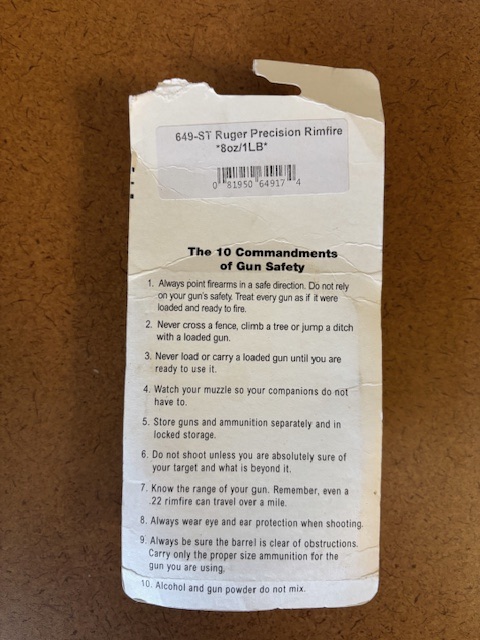 649-ST Ruger Precision Rimfire
*8oz/1LB*
0 81950 64917 4
The 10 Commandments
of Gun Safety
1. Always point firearms in a safe direction. Do not rely
on your gun's safety. Treat every gun as if it were
loaded and ready to fire.
2. Never cross a fence, climb a tree or jump a ditch
with a loaded gun.
3. Never load or carry a loaded gun until you are
ready to use it.
4. Watch your muzzle so your companions do not
have to.
5. Store guns and ammunition separately and in
locked storage.
6. Do not shoot unless you are absolutely sure of
your target and what is beyond it.
7. Know the range of your gun. Remember, even a
.22 rimfire can travel over a mile.
8. Always wear eye and ear protection when shooting.
9. Always be sure the barrel is clear of obstructions.
Carry only the proper size ammunition for the
gun you are using.
10. Alcohol and gun powder do not mix.